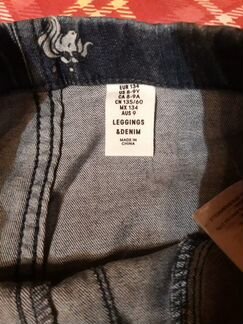 EUR 134
US 8-9Y
CA 8-9A
CN 135/60
MX 134
AUS 9
LEGGINGS
&DENIM
MADE IN
CHINA